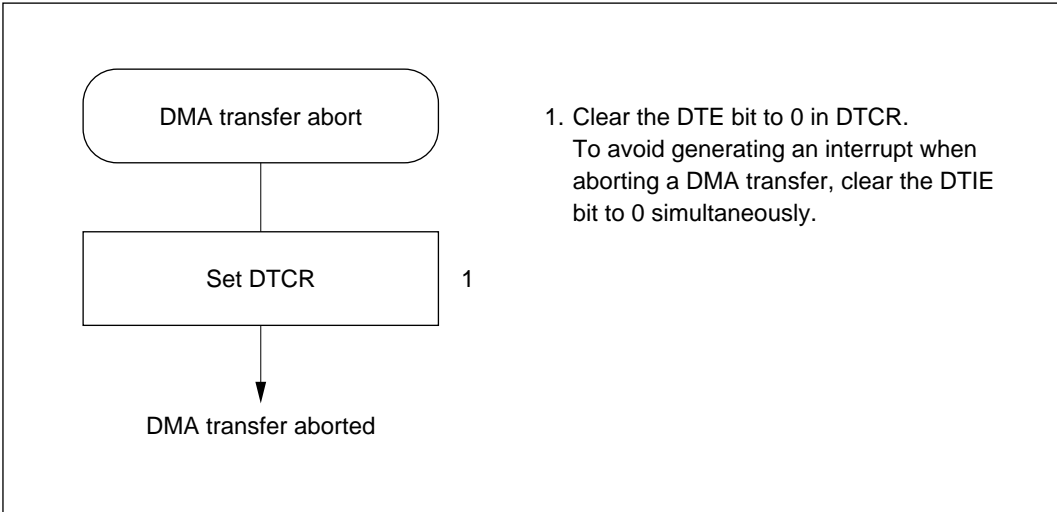 DMA transfer abort
1. Clear the DTE bit to 0 in DTCR.
To avoid generating an interrupt when
aborting a DMA transfer, clear the DTIE
bit to 0 simultaneously.
Set DTCR
1
DMA transfer aborted